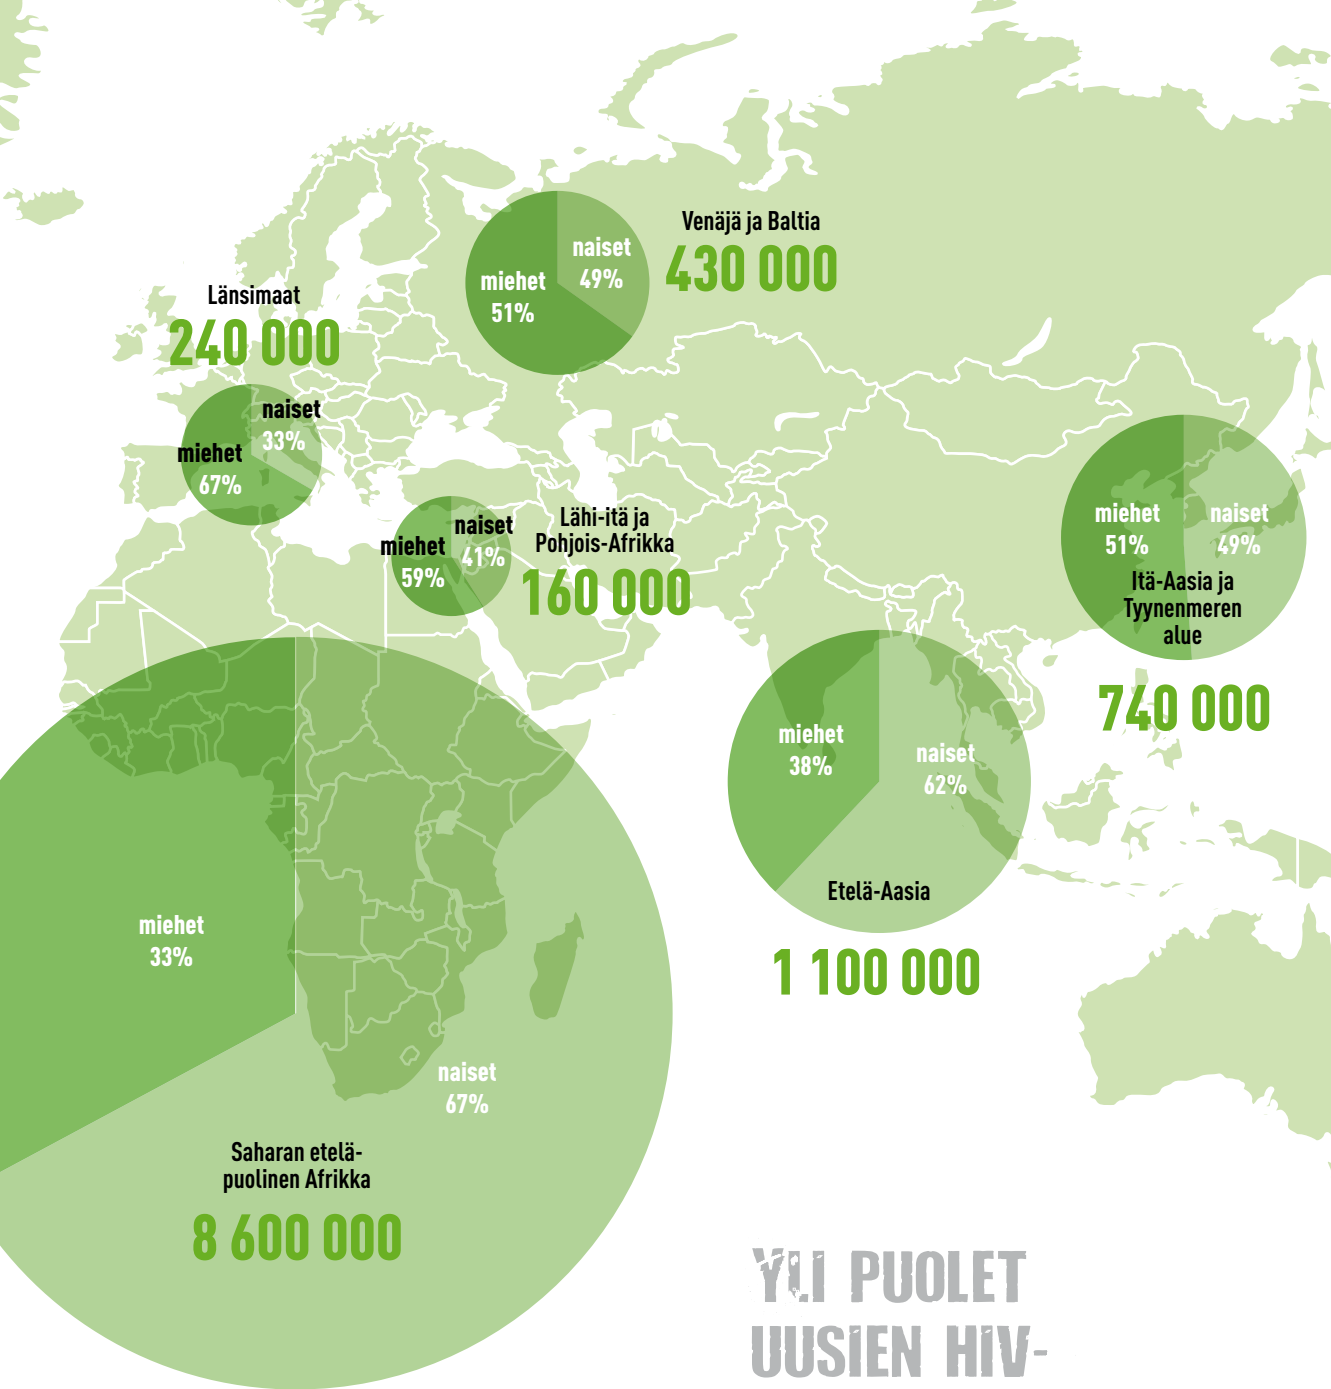 Venäjä ja Baltia
430 000
naiset
49%
miehet
51%
Länsimaat
240 000
naiset
33%
miehet
67%
Lähi-itä ja
Pohjois-Afrikka
160 000
naiset
41%
miehet
59%
miehet
51%
naiset
49%
Itä-Aasia ja
Tyynenmeren
alue
740 000
miehet
38%
naiset
62%
Etelä-Aasia
1 100 000
miehet
33%
naiset
67%
Saharan etelä-
puolinen Afrikka
8 600 000
YLI PUOLET
UUSIEN HIV-